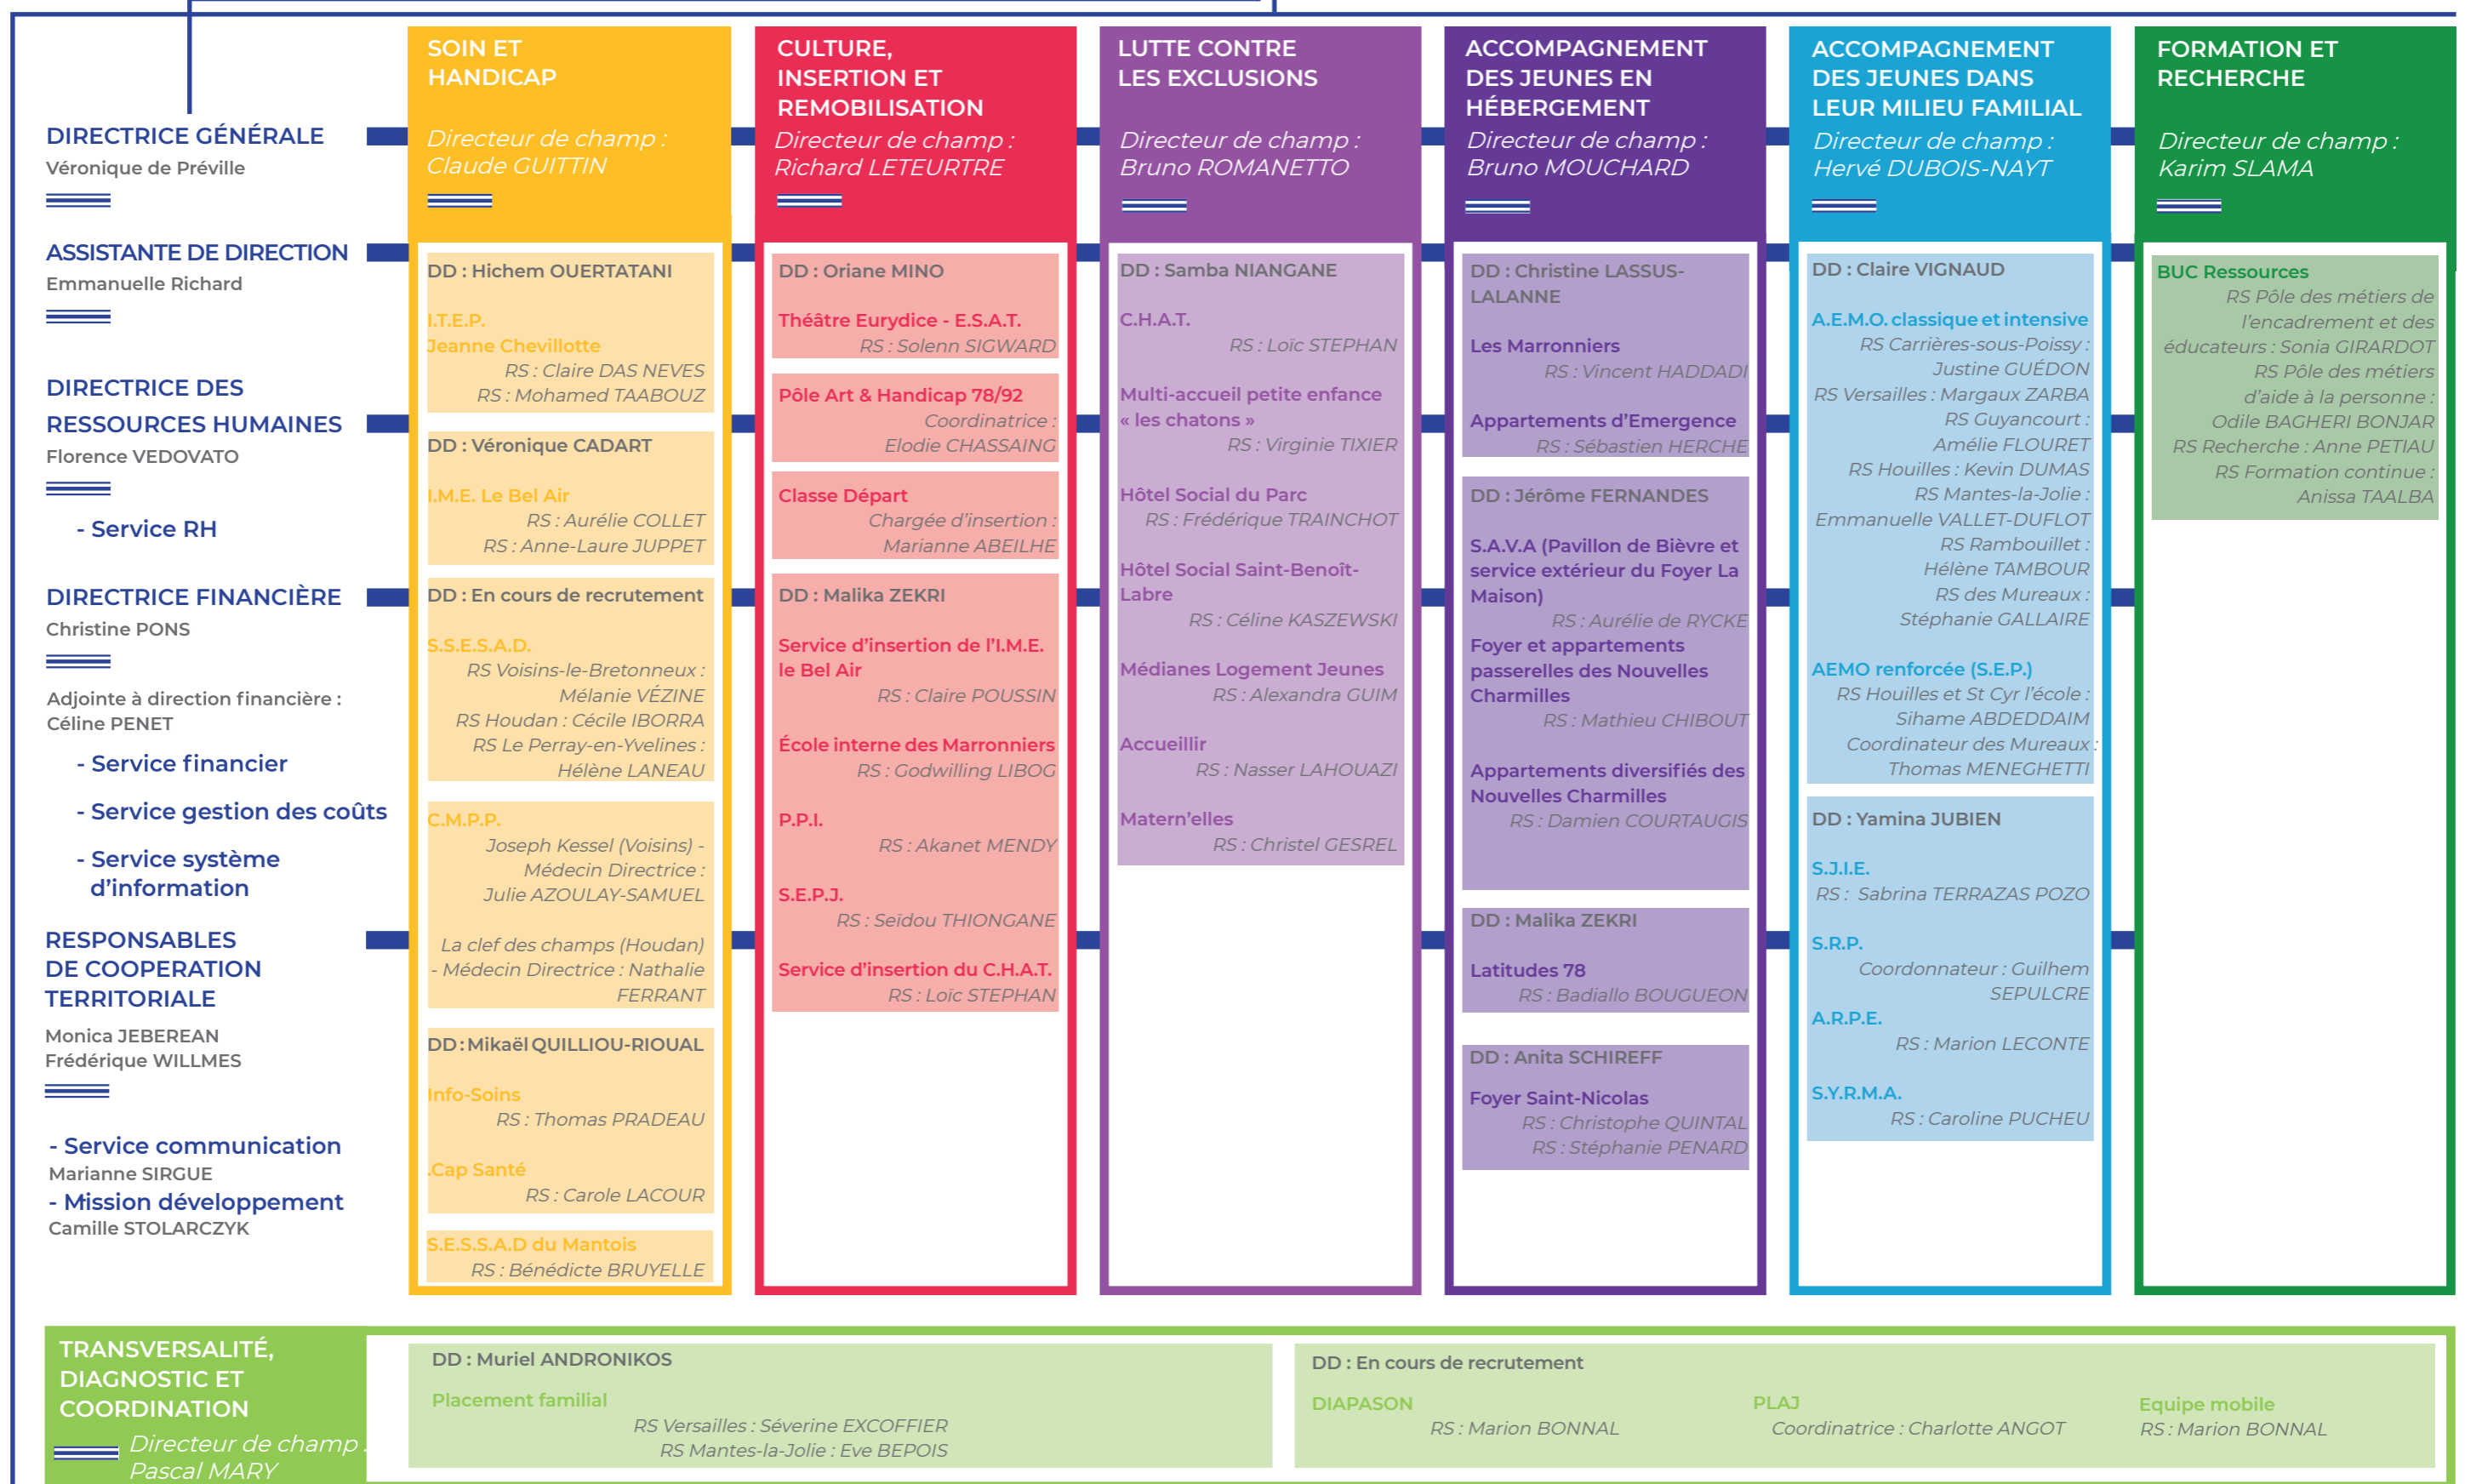 DIRECTRICE GÉNÉRALE
Véronique de Préville
ASSISTANTE DE DIRECTION
Emmanuelle Richard
DIRECTRICE DES
RESSOURCES HUMAINES
Florence VEDOVATO
- Service RH
DIRECTRICE FINANCIÈRE
Christine PONS
Adjointe à direction financière :
Céline PENET
- Service financier
- Service gestion des coûts
- Service système
d'information
RESPONSABLES
DE COOPERATION
TERRITORIALE
Monica JEBEREAN
Frédérique WILLMES
- Service communication
Marianne SIRGUE
- Mission développement
Camille STOLARCZYK
SOIN ET
HANDICAP
Directeur de champ :
Claude GUITTIN
DD : Hichem OUERTATANI
I.T.E.P.
Jeanne Chevillotte
RS : Claire DAS NEVES
RS : Mohamed TAABOUZ
DD : Véronique CADART
I.M.E. Le Bel Air
RS : Aurélie COLLET
RS : Anne-Laure JUPPET
DD : En cours de recrutement
S.S.E.S.A.D.
RS Voisins-le-Bretonneux :
Mélanie VÉZINE
RS Houdan : Cécile IBORRA
RS Le Perray-en-Yvelines :
Hélène LANEAU
C.M.P.P.
Joseph Kessel (Voisins) -
Médecin Directrice :
Julie AZOULAY-SAMUEL
La clef des champs (Houdan)
- Médecin Directrice : Nathalie
FERRANT
DD : Mikaël QUILLIOU-RIOUAL
Info-Soins
RS : Thomas PRADEAU
.Cap Santé
RS : Carole LACOUR
S.E.S.S.A.D du Mantois
RS : Bénédicte BRUYELLE
CULTURE,
INSERTION ET
REMOBILISATION
Directeur de champ :
Richard LETEURTRE
DD : Oriane MINO
Théâtre Eurydice - E.S.A.T.
RS : Solenn SIGWARD
Pôle Art & Handicap 78/92
Coordinatrice :
Elodie CHASSAING
Classe Départ
Chargée d'insertion :
Marianne ABEILHE
DD : Malika ZEKRI
Service d'insertion de l'I.M.E.
le Bel Air
RS : Claire POUSSIN
École interne des Marronniers
RS : Godwilling LIBOG
P.P.I.
RS : Akanet MENDY
S.E.P.J.
RS : Seïdou THIONGANE
Service d'insertion du C.H.A.T.
RS : Loïc STEPHAN
LUTTE CONTRE
LES EXCLUSIONS
Directeur de champ :
Bruno ROMANETTO
DD : Samba NIANGANE
C.H.A.T.
RS : Loïc STEPHAN
Multi-accueil petite enfance
« les chatons »
RS : Virginie TIXIER
Hôtel Social du Parc
RS : Frédérique TRAINCHOT
Hôtel Social Saint-Benoît-
Labre
RS : Céline KASZEWSKI
Médianes Logement Jeunes
RS : Alexandra GUIM
Accueillir
RS : Nasser LAHOUAZI
Matern'elles
RS : Christel GESREL
ACCOMPAGNEMENT
DES JEUNES EN
HÉBERGEMENT
Directeur de champ :
Bruno MOUCHARD
DD : Christine LASSUS-
LALANNE
Les Marronniers
RS : Vincent HADDADI
Appartements d'Emergence
RS : Sébastien HERCHE
DD : Jérôme FERNANDES
S.A.V.A (Pavillon de Bièvre et
service extérieur du Foyer La
Maison)
RS : Aurélie de RYCKE
Foyer et appartements
passerelles des Nouvelles
Charmilles
RS : Mathieu CHIBOUT
Appartements diversifiés des
Nouvelles Charmilles
RS : Damien COURTAUGIS
DD : Malika ZEKRI
Latitudes 78
RS : Badiallo BOUGUEON
DD : Anita SCHIREFF
Foyer Saint-Nicolas
RS : Christophe QUINTAL
RS : Stéphanie PENARD
ACCOMPAGNEMENT
DES JEUNES DANS
LEUR MILIEU FAMILIAL
Directeur de champ :
Hervé DUBOIS-NAYT
DD : Claire VIGNAUD
A.E.M.O. classique et intensive
RS Carrières-sous-Poissy :
Justine GUÉDON
RS Versailles : Margaux ZARBA
RS Guyancourt :
Amélie FLOURET
RS Houilles : Kevin DUMAS
RS Mantes-la-Jolie :
Emmanuelle VALLET-DUFLOT
RS Rambouillet :
Hélène TAMBOUR
RS des Mureaux :
Stéphanie GALLAIRE
AEMO renforcée (S.E.P.)
RS Houilles et St Cyr l'école :
Sihame ABDEDDAIM
Coordinateur des Mureaux :
Thomas MENEGHETTI
DD : Yamina JUBIEN
S.J.I.E.
RS : Sabrina TERRAZAS POZO
S.R.P.
Coordonnateur : Guilhem
SEPULCRE
A.R.P.E.
RS : Marion LECONTE
S.Y.R.M.A.
RS : Caroline PUCHEU
FORMATION ET
RECHERCHE
Directeur de champ :
Karim SLAMA
BUC Ressources
RS Pôle des métiers de
l'encadrement et des
éducateurs : Sonia GIRARDOT
RS Pôle des métiers
d'aide à la personne :
Odile BAGHERI BONJAR
RS Recherche : Anne PETIAU
RS Formation continue :
Anissa TAALBA
TRANSVERSALITÉ,
DIAGNOSTIC ET
COORDINATION
Directeur de champ :
Pascal MARY
DD : Muriel ANDRONIKOS
Placement familial
RS Versailles : Séverine EXCOFFIER
RS Mantes-la-Jolie : Eve BEPOIS
DD : En cours de recrutement
DIAPASON
RS : Marion BONNAL
PLAJ
Coordinatrice : Charlotte ANGOT
Equipe mobile
RS : Marion BONNAL